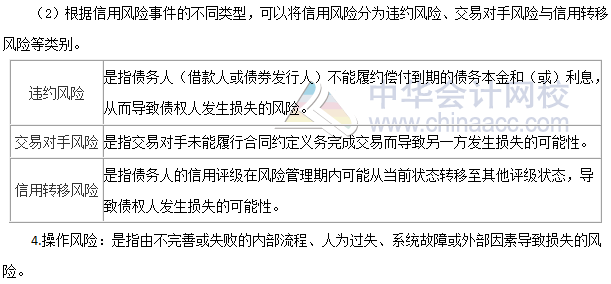 （2）根据信用风险事件的不同类型，可以将信用风险分为违约风险、交易对手风险与信用转移
风险等类别。
违约风险
是指债务人（借款人或债券发行人）不能履约偿付到期的债务本金和（或）利息，
从而导致债权人发生损失的风险。
交易对手风险
是指交易对手未能履行合同约定义务完成交易而导致另一方发生损失的可能性。
信用转移风险
是指债务人的信用评级在风险管理期内可能从当前状态转移至其他评级状态，导
致债权人发生损失的可能性。
4.操作风险：是指由不完善或失败的内部流程、人为过失、系统故障或外部因素导致损失的风
险。
中华会计网校
www.chinaacc.com